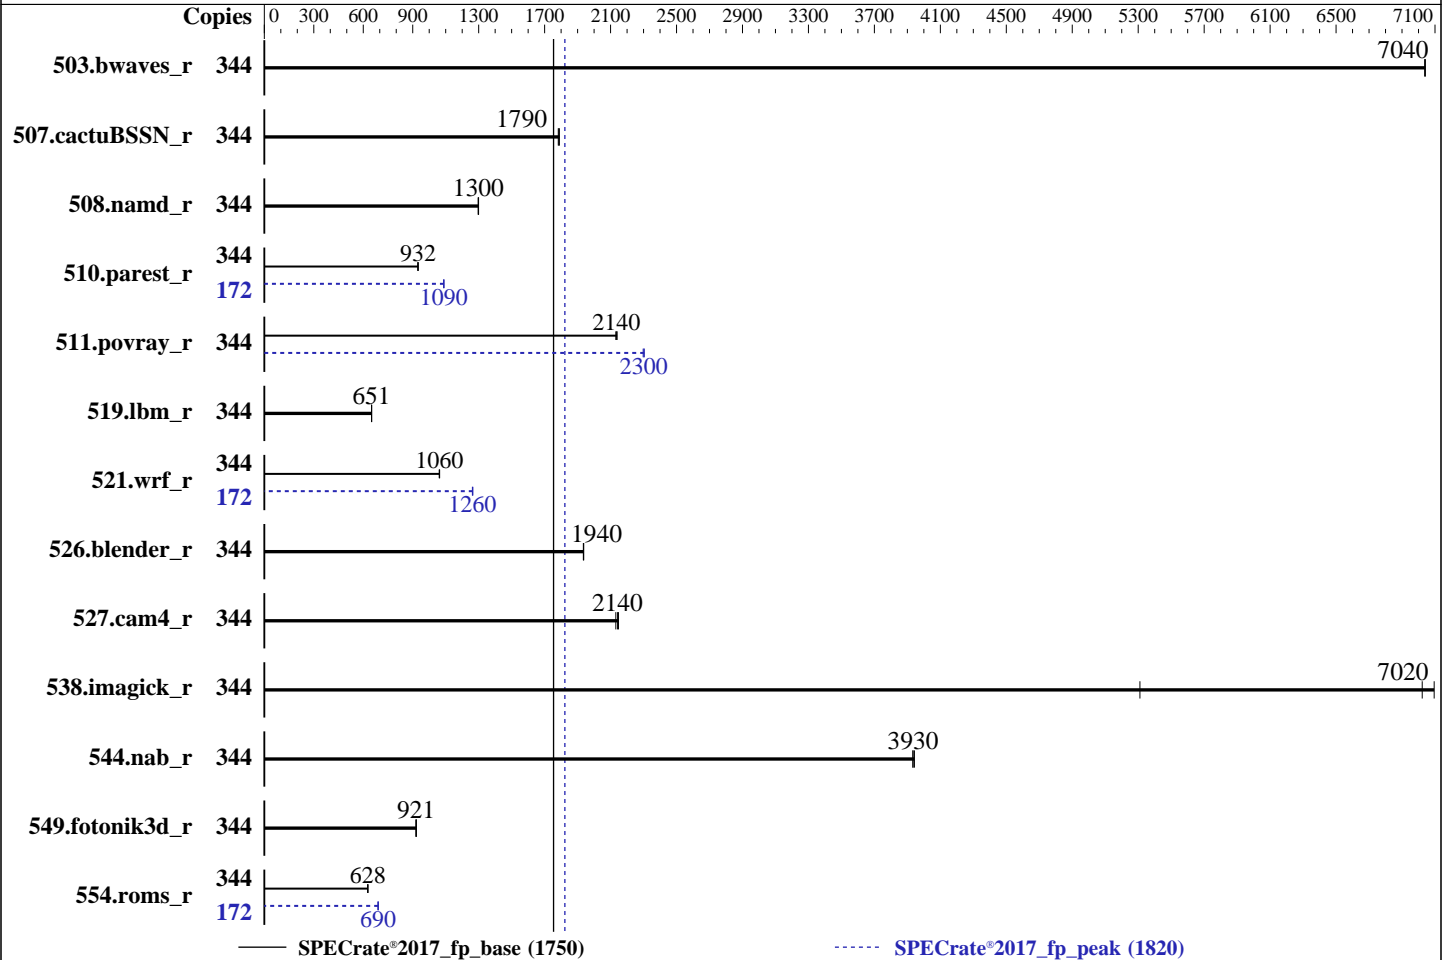 Copies 0 300 600 900 1300 1700 2100 2500 2900 3300 3700 4100 4500 4900 5300 5700 6100 6500 7100
503.bwaves_r 344 7040
507.cactuBSSN_r 344 1790
508.namd_r 344 1300
510.parest_r 344 932
172 1090
511.povray_r 344 2140
2300
519.lbm_r 344 651
521.wrf_r 344 1060
172 1260
526.blender_r 344 1940
527.cam4_r 344 2140
538.imagick_r 344 7020
544.nab_r 344 3930
549.fotonik3d_r 344 921
554.roms_r 344 628
172 690
SPECrate®2017_fp_base (1750) SPECrate®2017_fp_peak (1820)